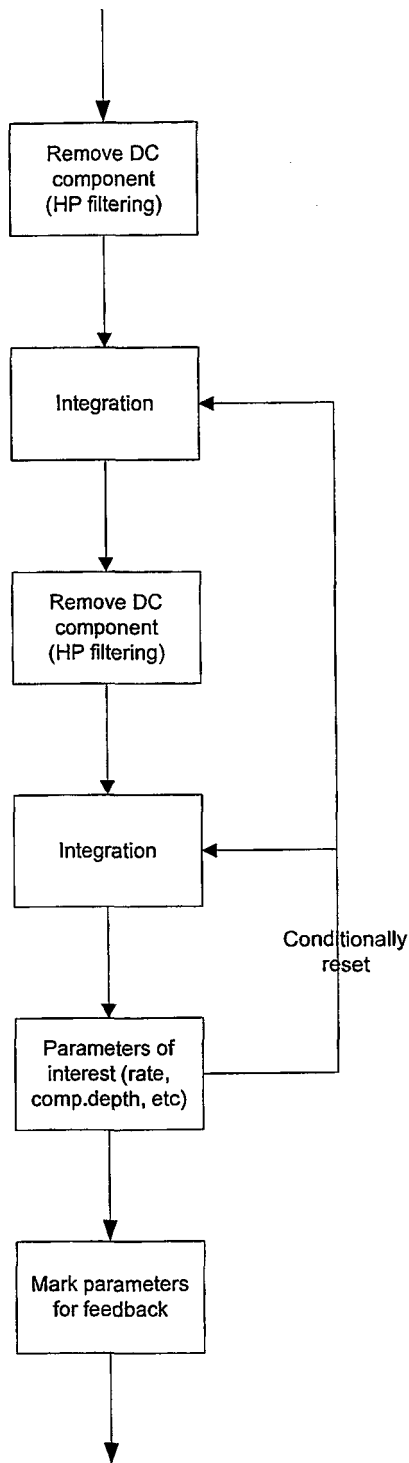 Remove DC
component
(HP filtering)
Integration
Remove DC
component
(HP filtering)
Integration
Conditionally
reset
Parameters of
interest (rate,
comp.depth, etc)
Mark parameters
for feedback